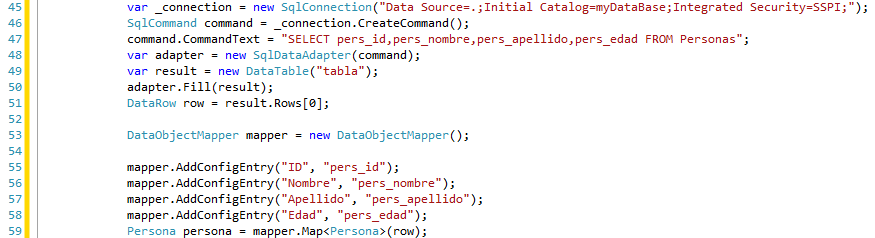 45 var _connection = new SqlConnection("Data Source=.;Initial Catalog=myDataBase;Integrated Security=SSPI;");
46 SqlCommand command = _connection.CreateCommand();
47 command.CommandText = "SELECT pers_id,pers_nombre,pers_apellido,pers_edad FROM Personas";
48 var adapter = new SqlDataAdapter(command);
49 var result = new DataTable("tabla");
50 adapter.Fill(result);
51 DataRow row = result.Rows[0];
52
53 DataObjectMapper mapper = new DataObjectMapper();
54
55 mapper.AddConfigEntry("ID", "pers_id");
56 mapper.AddConfigEntry("Nombre", "pers_nombre");
57 mapper.AddConfigEntry("Apellido", "pers_apellido");
58 mapper.AddConfigEntry("Edad", "pers_edad");
59 Persona persona = mapper.Map<Persona>(row);